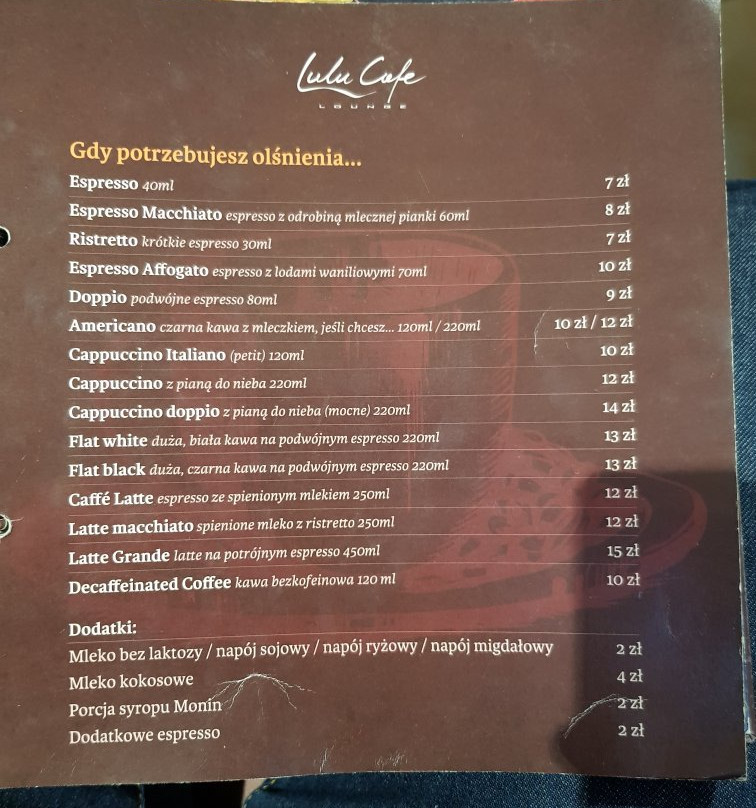 Lulu Cafe
LOUNGE
Gdy potrzebujesz olśnienia...
Espresso 40ml 7 zł
Espresso Macchiato espresso z odrobiną mlecznej pianki 60ml 8 zł
Ristretto krótkie espresso 30ml 7 zł
Espresso Affogato espresso z lodami waniliowymi 70ml 10 zł
Doppio podwójne espresso 80ml 9 zł
Americano czarna kawa z mleczkiem, jeśli chcesz... 120ml / 220ml 10 zł / 12 zł
Cappuccino Italiano (petit) 120ml 10 zł
Cappuccino z pianą do nieba 220ml 12 zł
Cappuccino doppio z pianą do nieba (mocne) 220ml 14 zł
Flat white duża, biała kawa na podwójnym espresso 220ml 13 zł
Flat black duża, czarna kawa na podwójnym espresso 220ml 13 zł
Caffé Latte espresso ze spienionym mlekiem 250ml 12 zł
Latte macchiato spienione mleko z ristretto 250ml 12 zł
Latte Grande latte na potrójnym espresso 450ml 15 zł
Decaffeinated Coffee kawa bezkofeinowa 120 ml 10 zł
Dodatki:
Mleko bez laktozy / napój sojowy / napój ryżowy / napój migdałowy 2 zł
Mleko kokosowe 4 zł
Porcja syropu Monin 2 zł
Dodatkowe espresso 2 zł